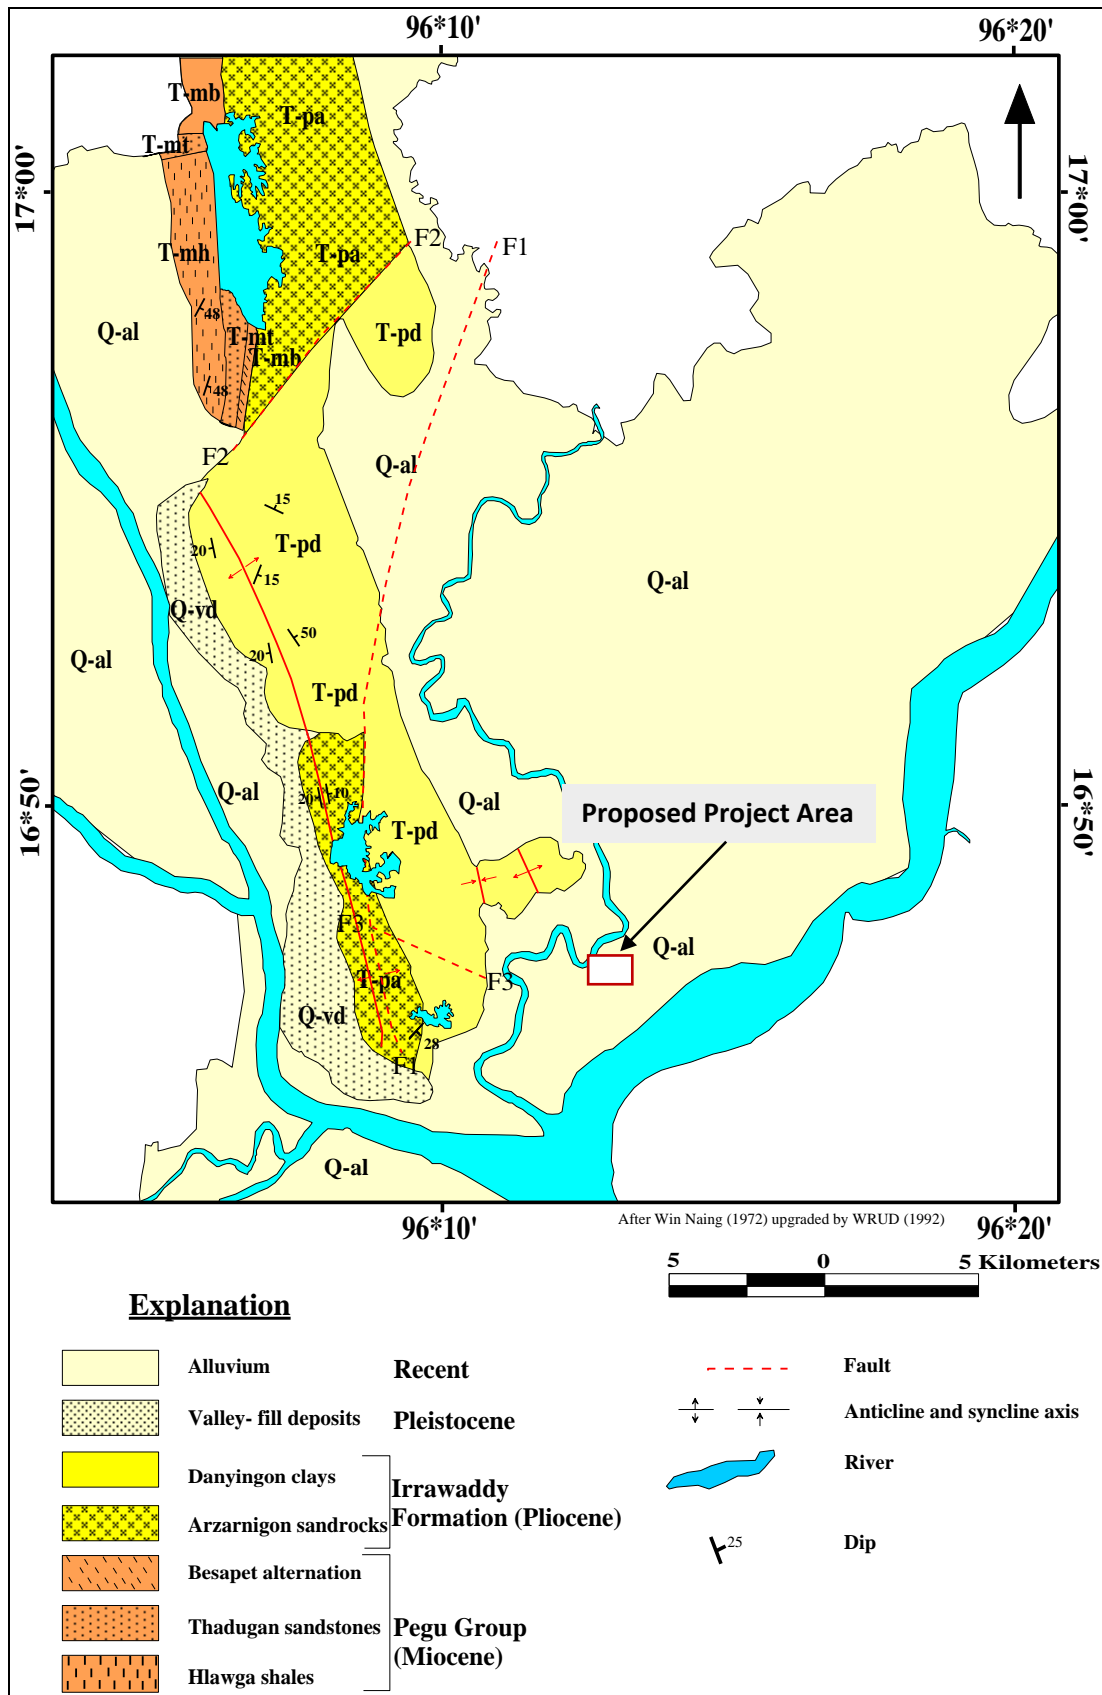 96*10'
96*20'
T-mb
T-pa
T-mt
17*00'
17*00'
F2
F1
T-mh
T-pa
48
Q-al
T-mt
T-pd
T-mb
48
F2
Q-al
15
T-pd
20
15
Q-al
Q-vd
50
20
Q-al
T-pd
16*50'
16*50'
Q-al
20
10
Q-al
Proposed Project Area
T-pd
F3
Q-al
T-pa
F3
Q-vd
28
F1
Q-al
96*10'
96*20'
After Win Naing (1972) upgraded by WRUD (1992)
5 0 5 Kilometers
Explanation
Alluvium Recent
Valley- fill deposits Pleistocene
Danyingon clays
Irrawaddy
Formation (Pliocene)
Arzarnigon sandrocks
Besapet alternation
Thadugan sandstones
Pegu Group
(Miocene)
Hlawga shales
Fault
Anticline and syncline axis
River
25
Dip